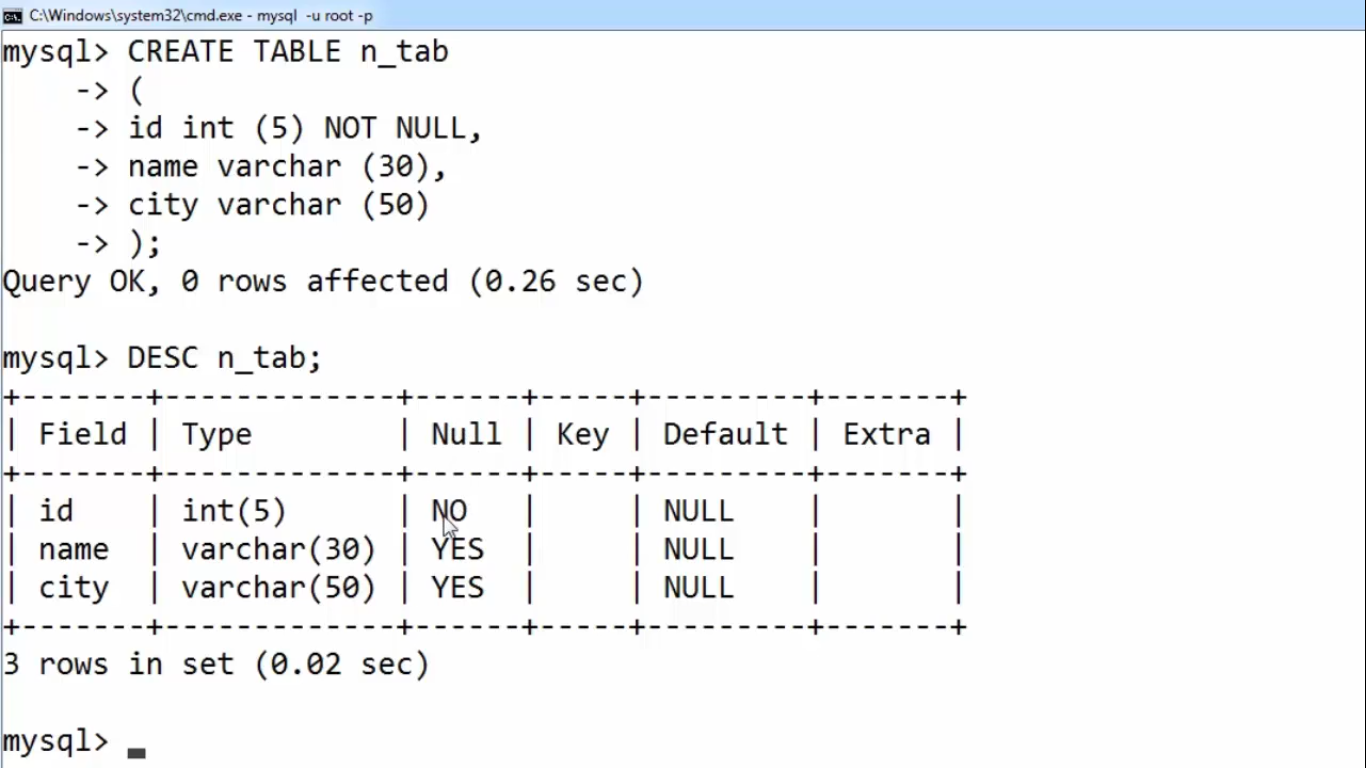 C:\Windows\system32\cmd.exe - mysql  -u root -p
mysql> CREATE TABLE n_tab
    -> (
    -> id int (5) NOT NULL,
    -> name varchar (30),
    -> city varchar (50)
    -> );
Query OK, 0 rows affected (0.26 sec)
mysql> DESC n_tab;
+-------+-------------+------+-----+---------+-------+
| Field | Type        | Null | Key | Default | Extra |
+-------+-------------+------+-----+---------+-------+
| id    | int(5)      | NO   |     | NULL    |       |
| name  | varchar(30) | YES  |     | NULL    |       |
| city  | varchar(50) | YES  |     | NULL    |       |
+-------+-------------+------+-----+---------+-------+
3 rows in set (0.02 sec)
mysql>